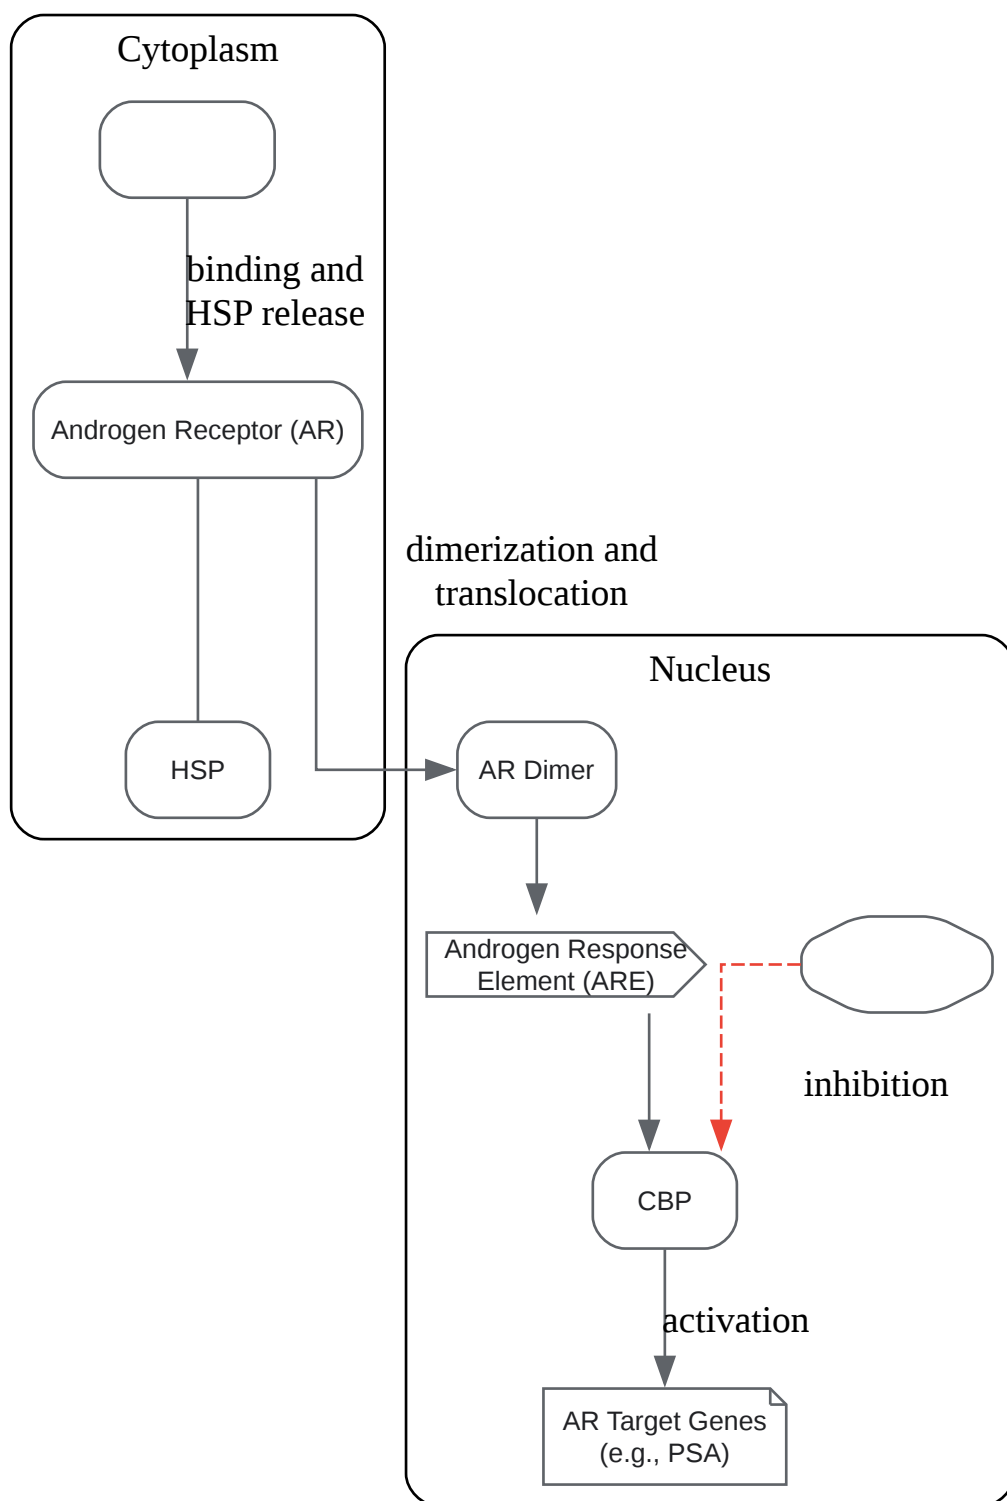 Cytoplasm
binding and
HSP release
Androgen Receptor (AR)
dimerization and
translocation
Nucleus
HSP
AR Dimer
Androgen Response
Element (ARE)
inhibition
CBP
activation
AR Target Genes
(e.g., PSA)